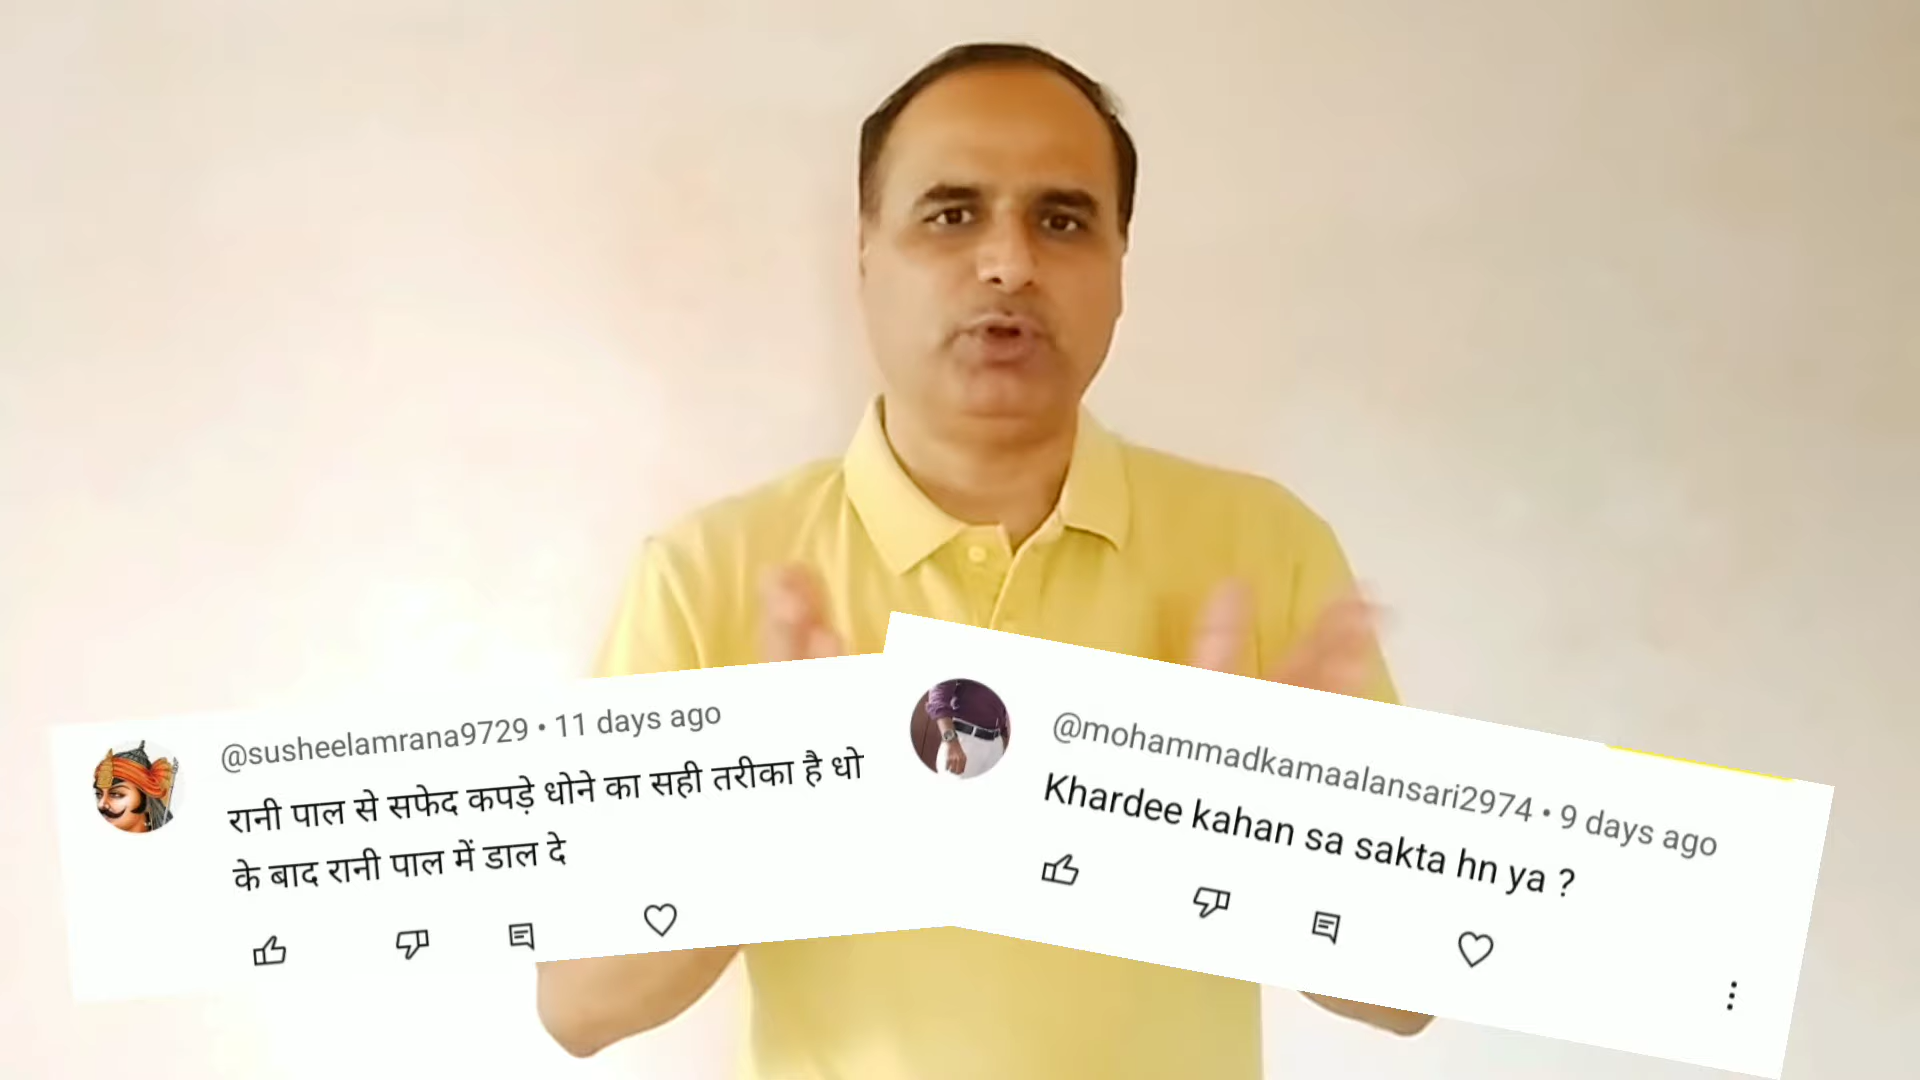 @susheelamrana9729 • 11 days ago
रानी पाल से सफेद कपड़े धोने का सही तरीका है धो
के बाद रानी पाल में डाल दे
@mohammadkamaalansari2974 • 9 days ago
Khardee kahan sa sakta hn ya ?